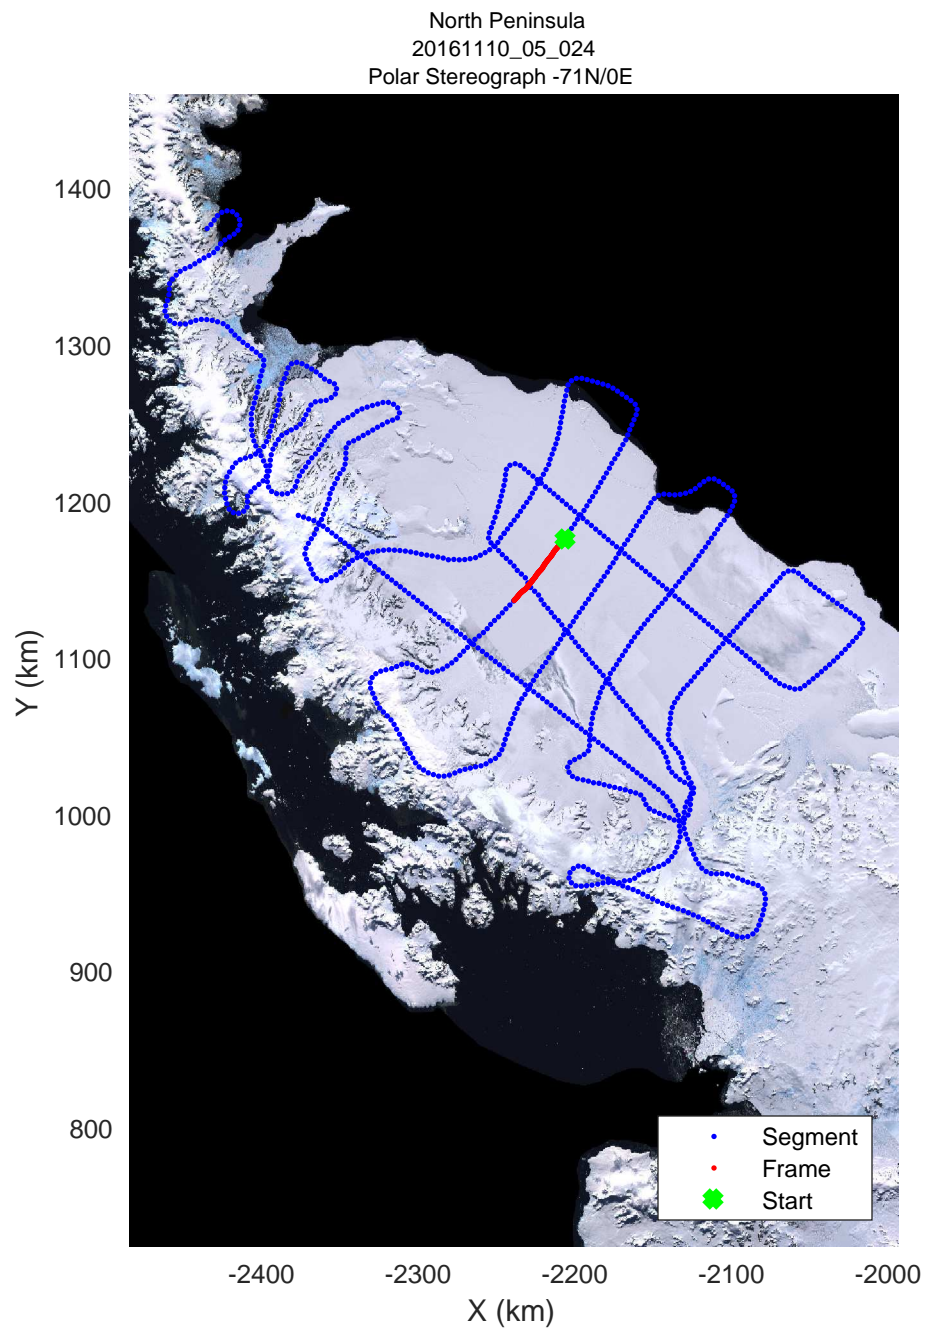 North Peninsula
20161110_05_024
Polar Stereograph -71N/0E
1400
1300
1200
1100
1000
900
800
Y (km)
-2400
-2300
-2200
-2100
-2000
X (km)
Segment
Frame
Start